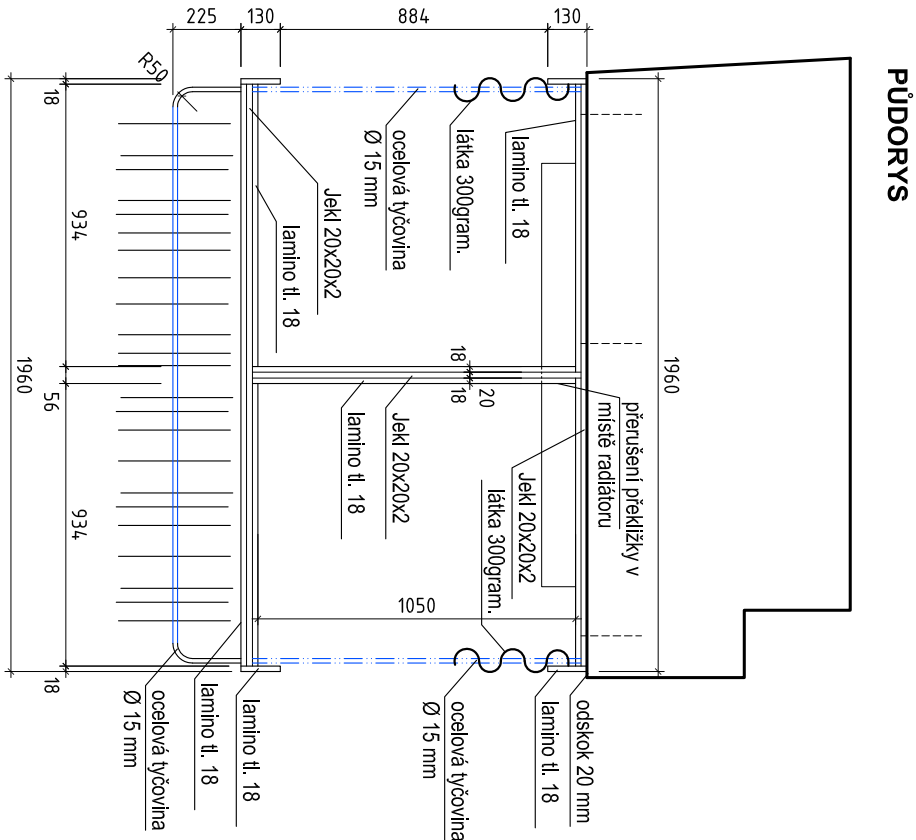 PŮDORYS
225
130
884
130
R50
18
934
1960
56
934
18
1960
ocelová tyčovina
Ø 15 mm
látka 300gram.
lamino tl. 18
Jekl 20x20x2
lamino tl. 18
18
18
20
přerušení překližky v
místě radiátoru
Jekl 20x20x2
lamino tl. 18
Jekl 20x20x2
látka 300gram.
1050
ocelová tyčovina
Ø 15 mm
lamino tl. 18
lamino tl. 18
ocelová tyčovina
Ø 15 mm
lamino tl. 18
odskok 20 mm